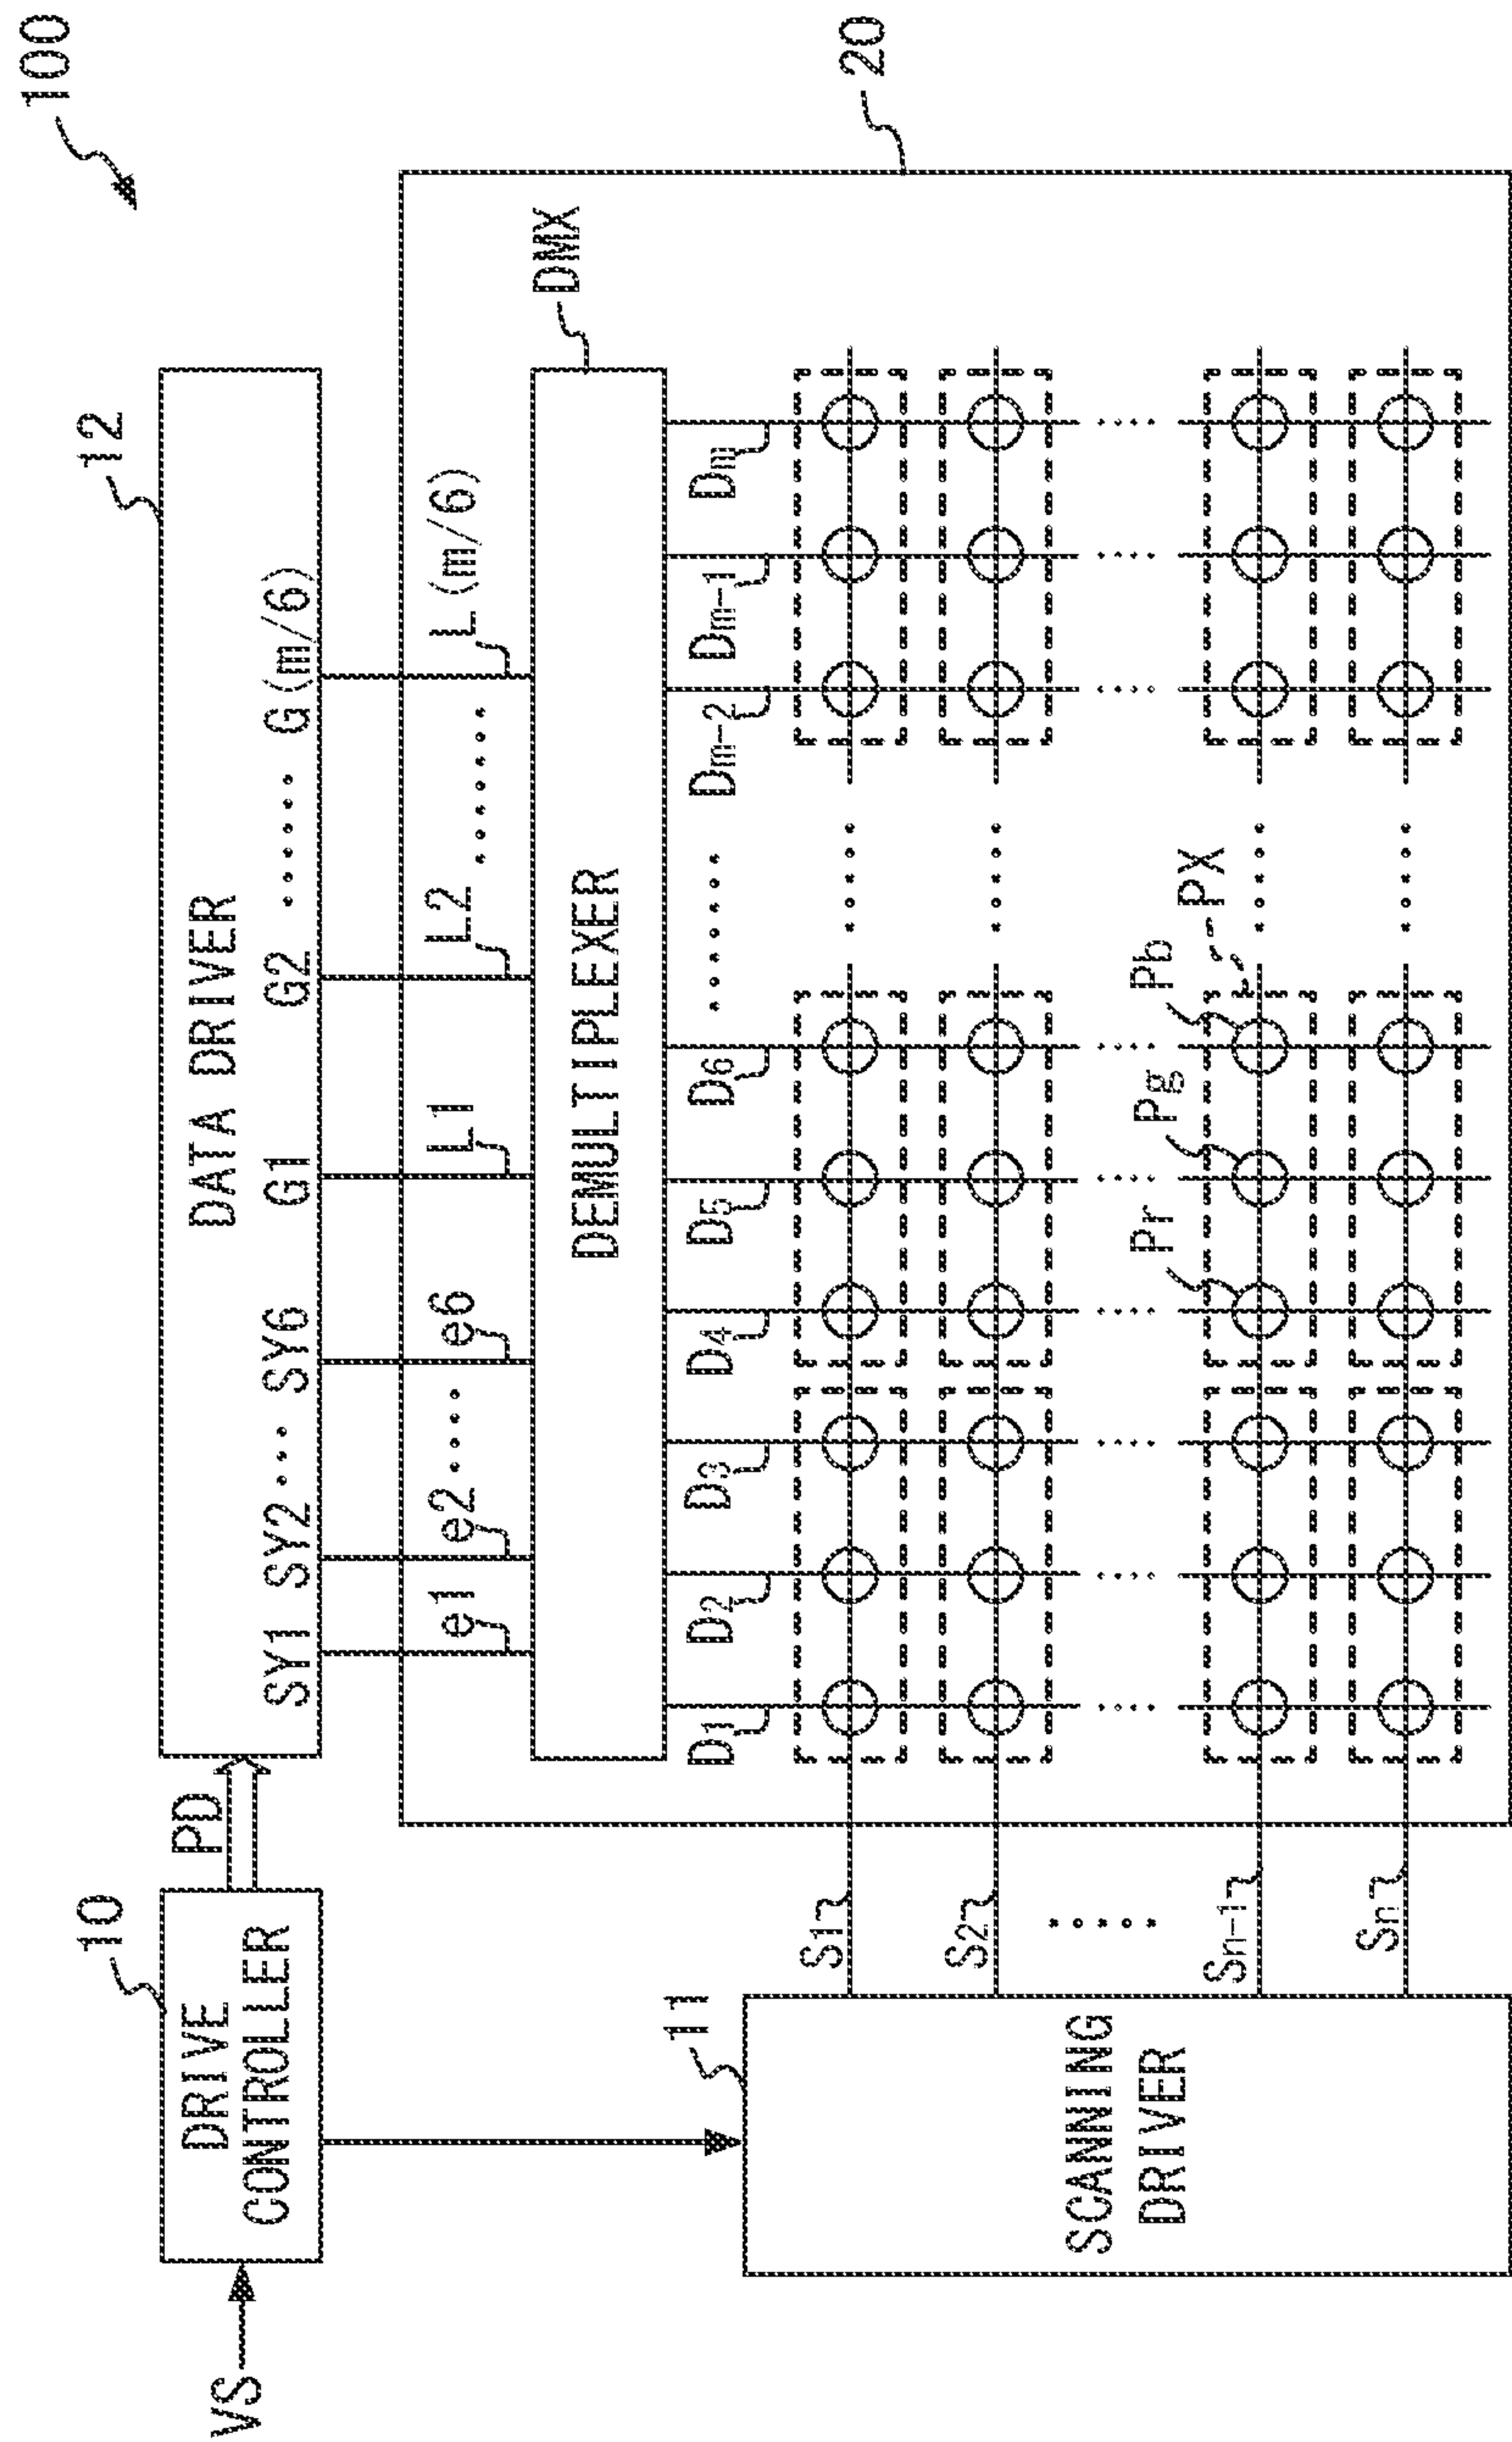 100
10
12
VS
DRIVE
CONTROLLER
PD
DATA DRIVER
SY1 SY2 ··· SY6 G1 G2 ······ G(m/6)
e1 e2 ···· e6 L1 L2 ······· L(m/6)
DEMULTIPLEXER
DMX
20
D1 D2 D3 D4 D5 D6 ······· Dm-2 Dm-1 Dm
11
SCANNING
DRIVER
S1
S2
·····
Sn-1
Sn
Pr Pg Pb PX